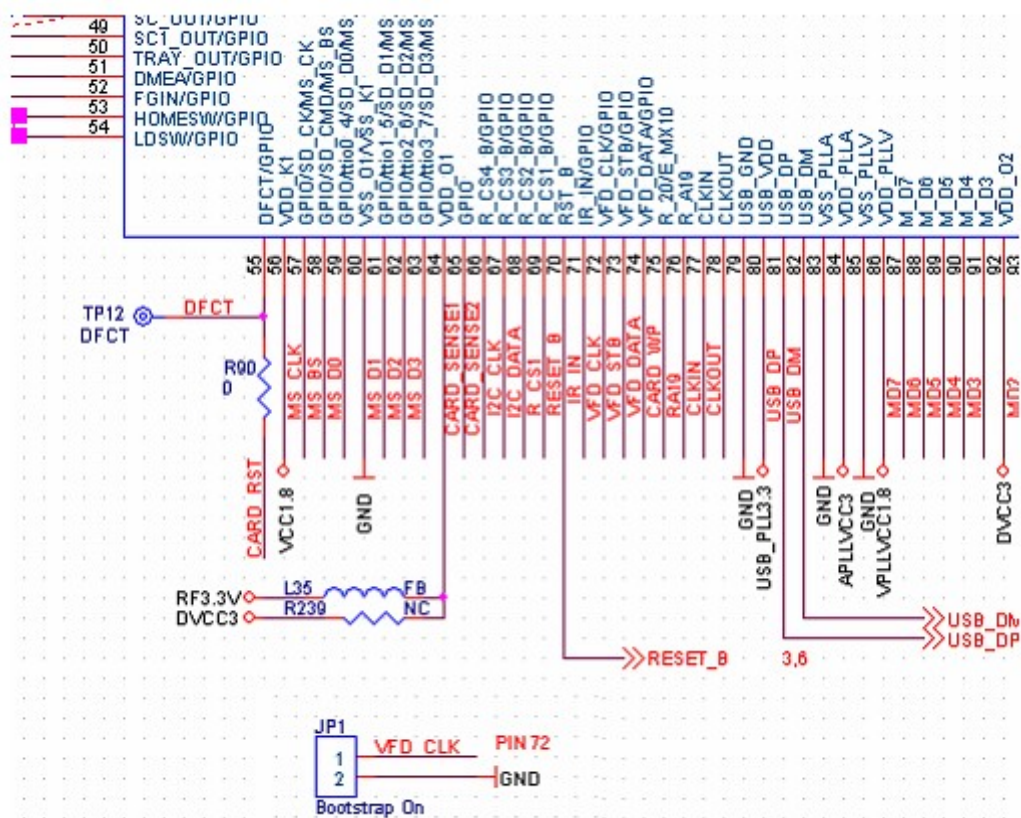 SC_OUT/GPIO
49
SC1_OUT/GPIO
50
TRAY_OUT/GPIO
51
DMEA/GPIO
52
FGIN/GPIO
53
HOMESW/GPIO
54
LDSW/GPIO
DFCT/GPIO
VDD_K1
GPIO/SD_CK/MS_CK
GPIO/SD_CMD/MS_BS
GPIO/ttio0_4/SD_D0/MS
VSS_O1/VSS_K1
GPIO/ttio1_5/SD_D1/MS
GPIO/ttio2_6/SD_D2/MS
GPIO/ttio3_7/SD_D3/MS
VDD_O1
GPIO
R_CS4_B/GPIO
R_CS3_B/GPIO
R_CS2_B/GPIO
R_CS1_B/GPIO
RST_B
IR_IN/GPIO
VFD_CLK/GPIO
VFD_STB/GPIO
VFD_DATA/GPIO
R_20/E_MX10
R_A19
CLKIN
CLKOUT
USB_GND
USB_VDD
USB_DP
USB_DM
VSS_PLLA
VDD_PLLA
VSS_PLLV
VDD_PLLV
M_D7
M_D6
M_D5
M_D4
M_D3
VDD_O2
55 56 57 58 59 60 61 62 63 64 65 66 67 68 69 70 71 72 73 74 75 76 77 78 79 80 81 82 83 84 85 86 87 88 89 90 91 92 93
TP12
DFCT
DFCT
R90
0
CARD_RST
VCC1.8
MS_CLK
MS_BS
MS_D0
GND
MS_D1
MS_D2
MS_D3
CARD_SENSE1
CARD_SENSE2
I2C_CLK
I2C_DATA
R_CS1
RESET_B
IR IN
VFD_CLK
VFD_STB
VFD_DATA
CARD_WP
RA19
CLKIN
CLKOUT
GND
USB_PLL3.3
USB_DP
USB_DM
GND
APLLVCC3
GND
VPLLVCC1.8
MD7
MD6
MD5
MD4
MD3
DVCC3
MD2
RF3.3V
L35
FB
DVCC3
R239
NC
USB_DM
USB_DP
RESET_B
3,6
JP1
1
VFD_CLK
PIN 72
2
GND
Bootstrap On